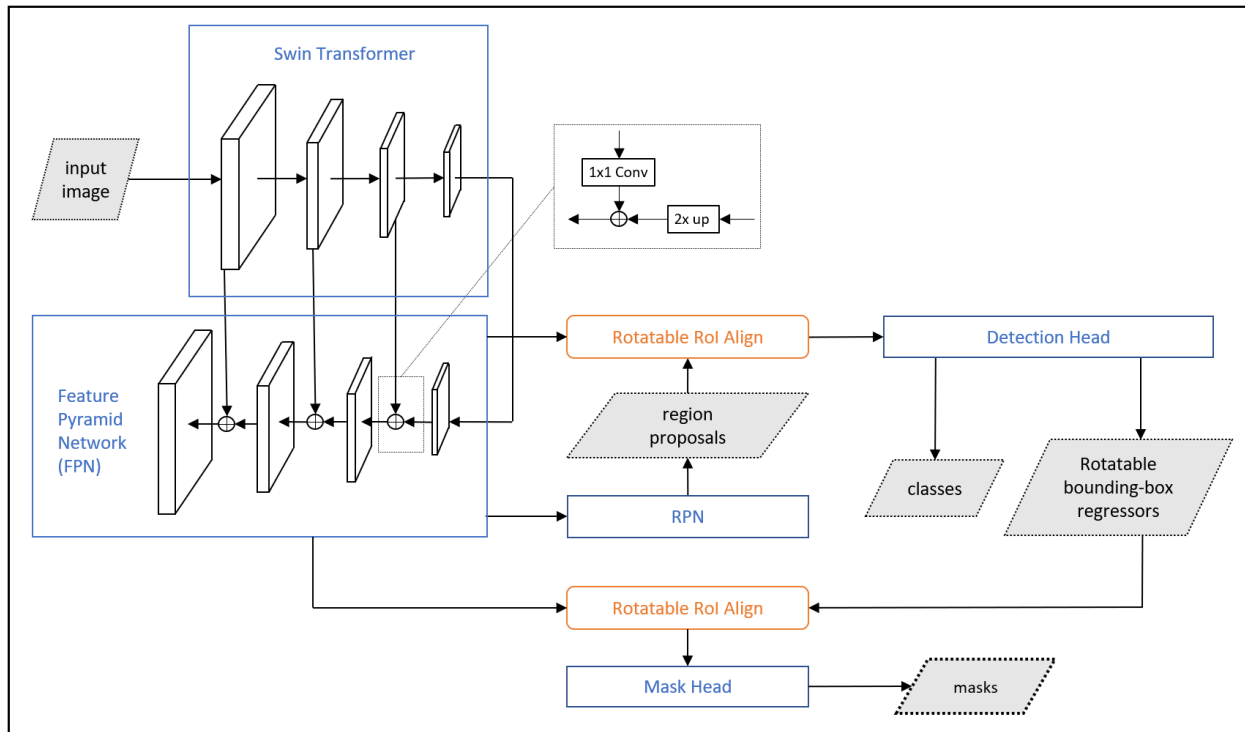 Swin Transformer
input
image
1x1 Conv
2x up
Feature
Pyramid
Network
(FPN)
Rotatable RoI Align
Detection Head
region
proposals
classes
Rotatable
bounding-box
regressors
RPN
Rotatable RoI Align
Mask Head
masks